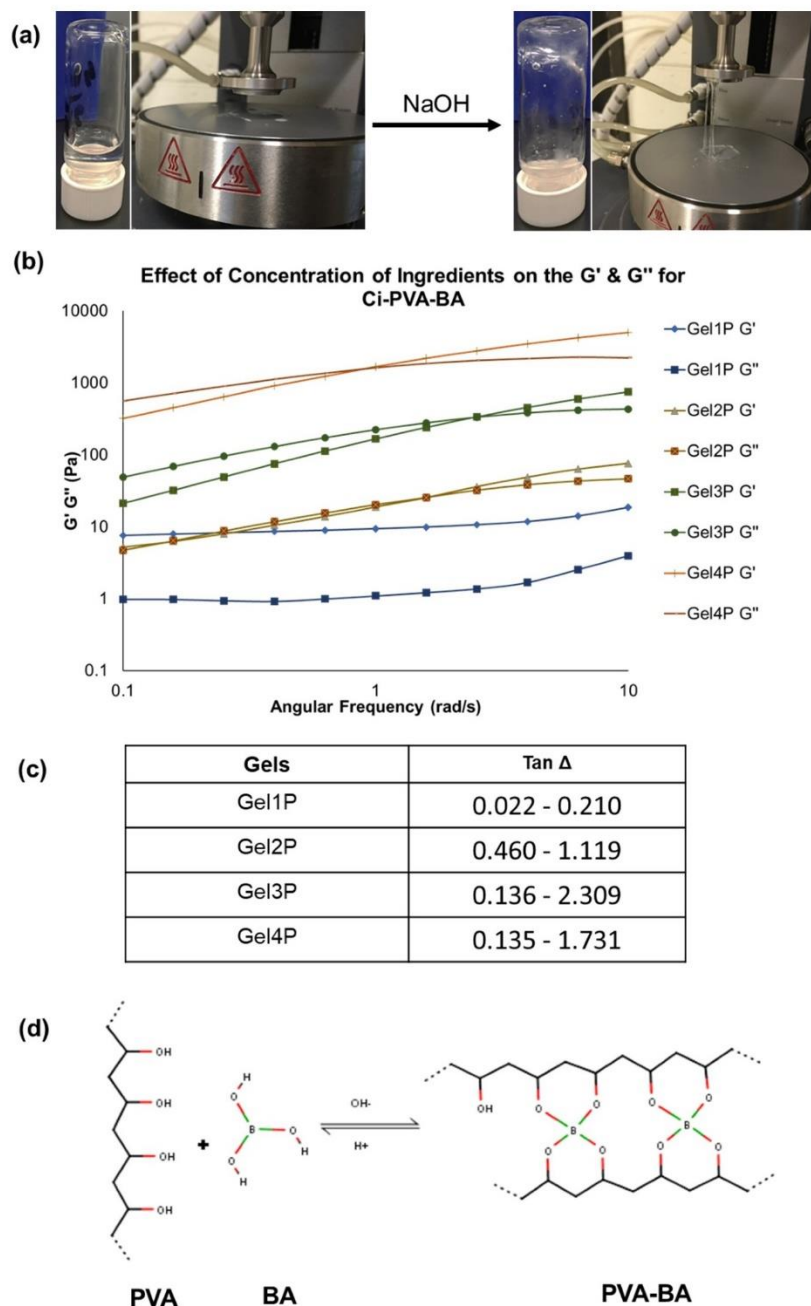 (a)
NaOH
(b)
Effect of Concentration of Ingredients on the G' & G" for
Ci-PVA-BA
10000
1000
100
10
1
0.1
G' G" (Pa)
0.1
1
10
Angular Frequency (rad/s)
Gel1P G'
Gel1P G"
Gel2P G'
Gel2P G"
Gel3P G'
Gel3P G"
Gel4P G'
Gel4P G"
(c)
Gels Tan Δ
Gel1P 0.022 - 0.210
Gel2P 0.460 - 1.119
Gel3P 0.136 - 2.309
Gel4P 0.135 - 1.731
(d)
OH
OH
OH
OH
+
H
O
B
O
H
O
H
OH-
H+
OH
O
O
O
O
B
B
O
O
O
O
PVA
BA
PVA-BA